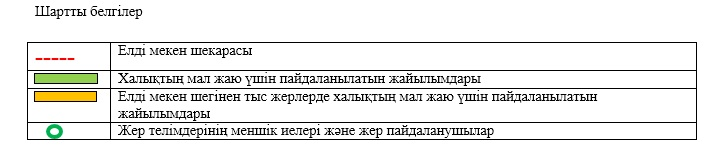 Шартты белгілер
Елді мекен шекарасы
Халықтың мал жаю үшін пайдаланылатын жайылымдары
Елді мекен шегінен тыс жерлерде халықтың мал жаю үшін пайдаланылатын
жайылымдары
Жер телімдерінің меншік иелері және жер пайдаланушылар